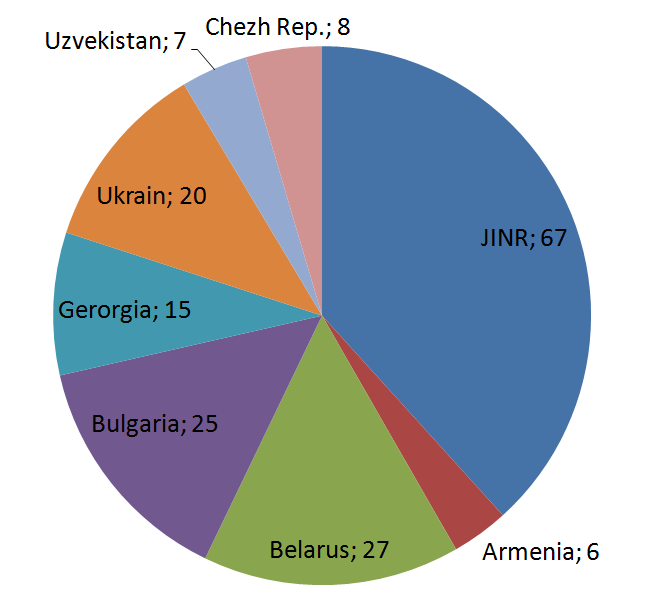 Chezh Rep.; 8
Uzvekistan; 7
Ukrain; 20
JINR; 67
Gerorgia; 15
Bulgaria; 25
Belarus; 27
Armenia; 6